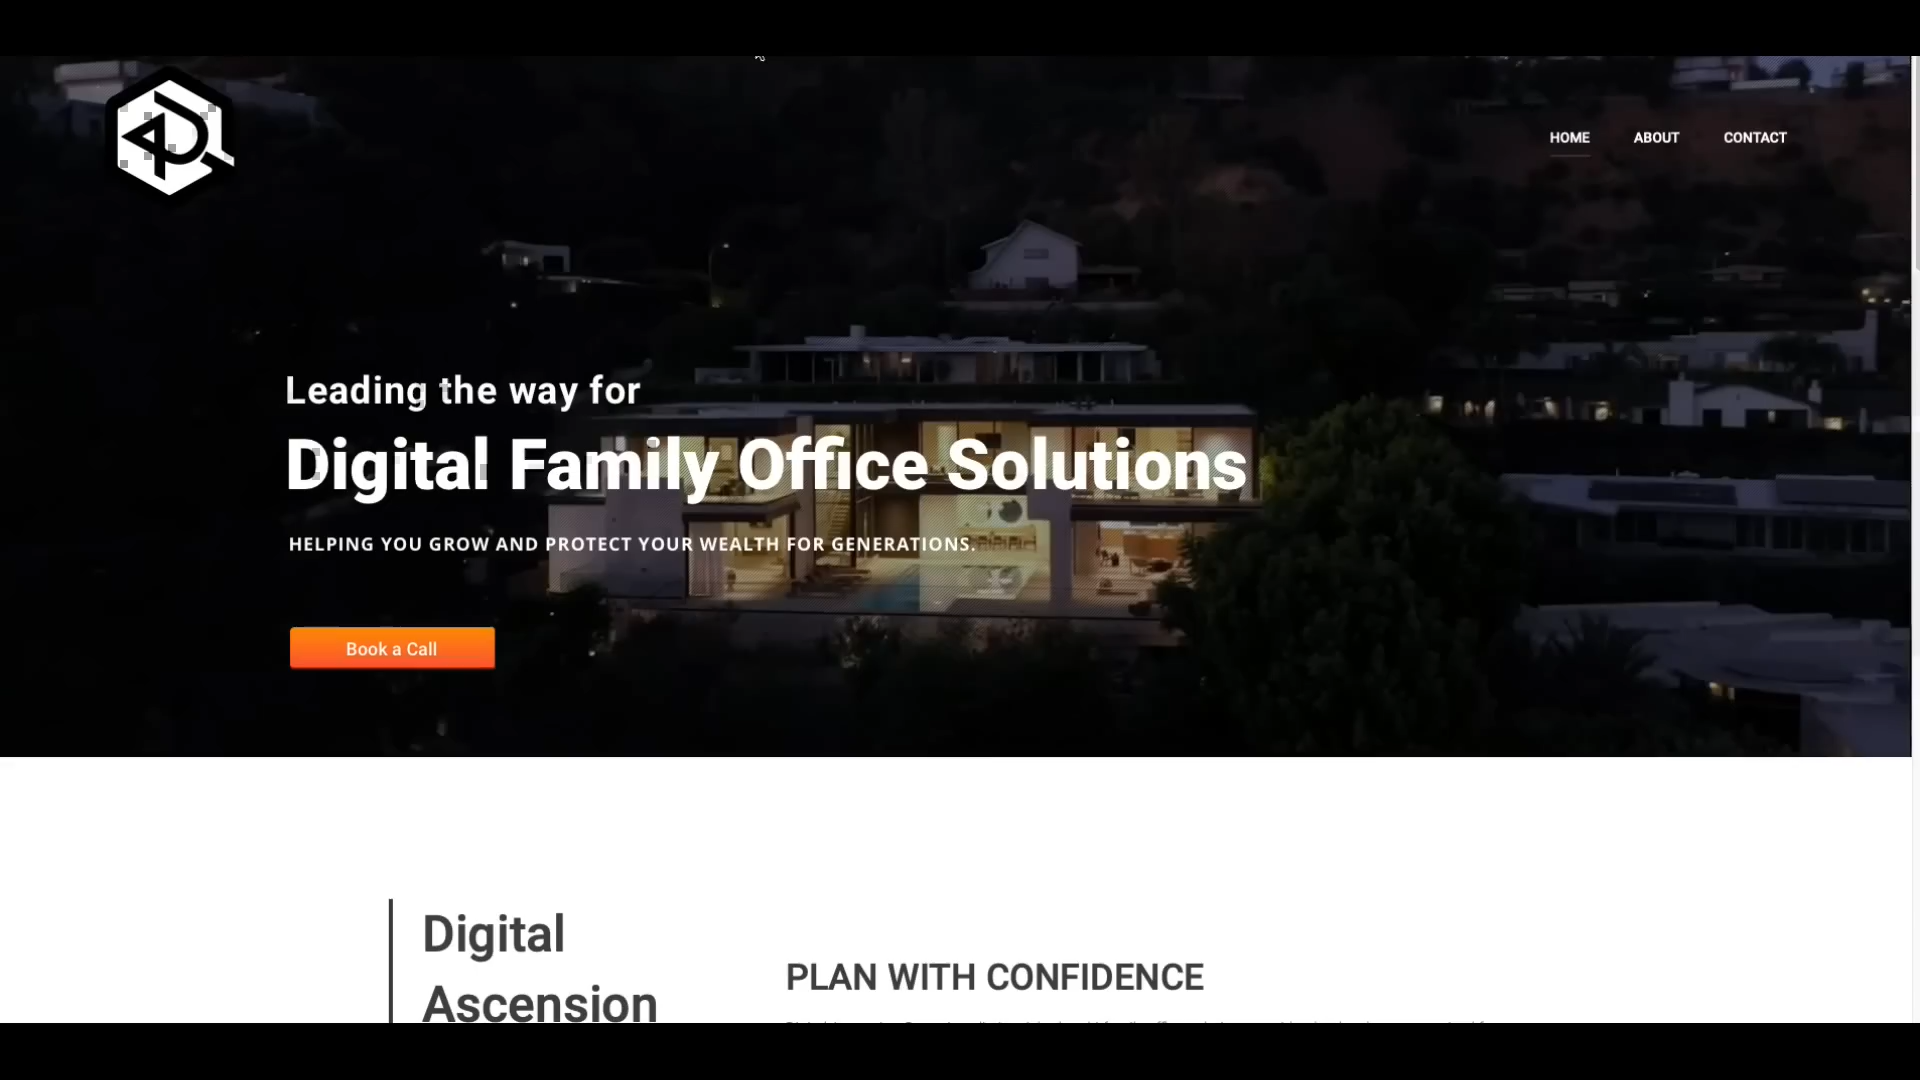 HOME ABOUT CONTACT
Leading the way for
Digital Family Office Solutions
HELPING YOU GROW AND PROTECT YOUR WEALTH FOR GENERATIONS.
Book a Call
Digital
Ascension
PLAN WITH CONFIDENCE